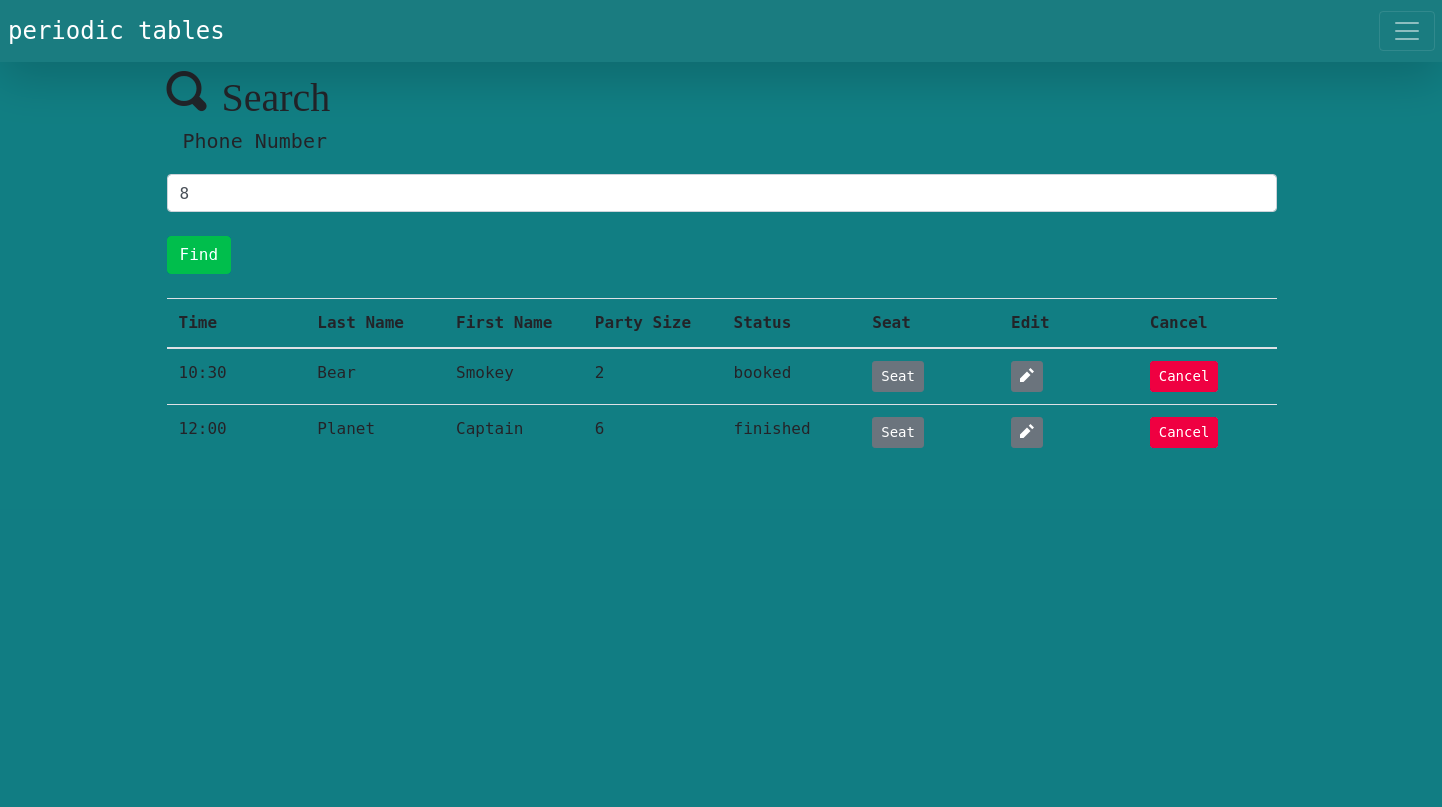 periodic tables
Search
Phone Number
8
Find
Time Last Name First Name Party Size Status Seat Edit Cancel
10:30 Bear Smokey 2 booked Seat Cancel
12:00 Planet Captain 6 finished Seat Cancel